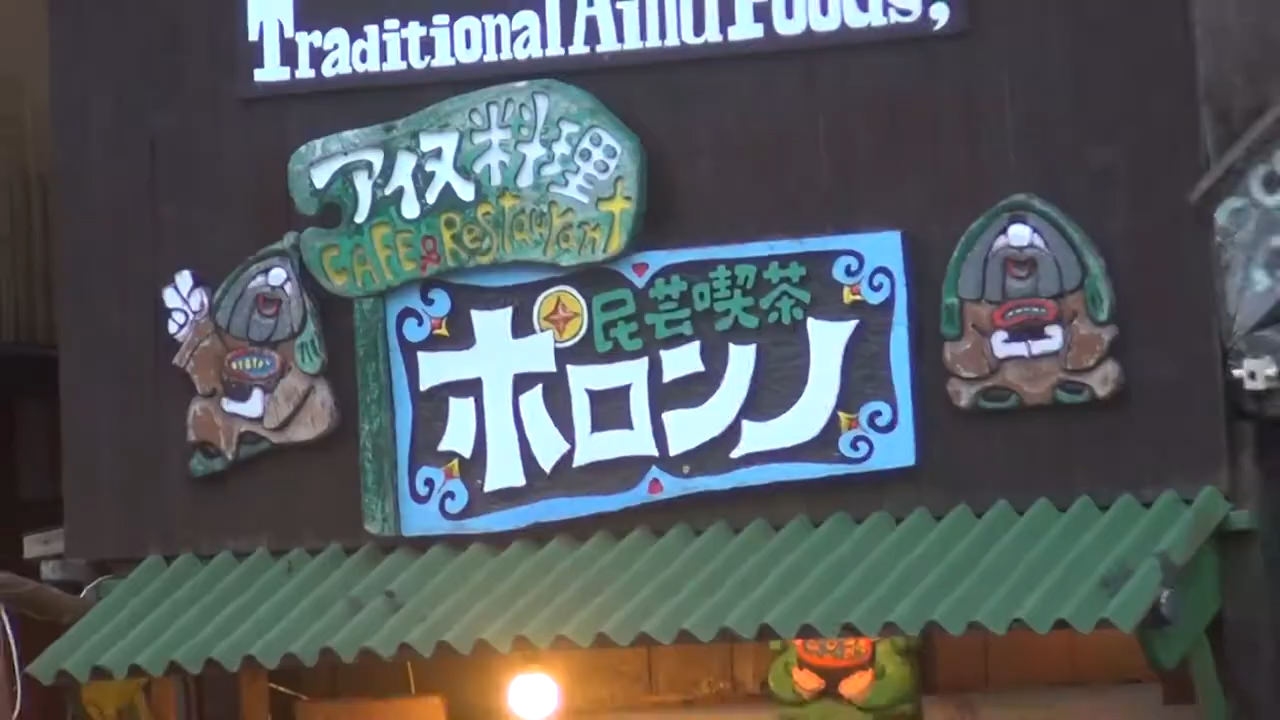 Traditional Ainu Foods,
アイヌ料理
CAFE & Restaurant
民芸喫茶
ポロンノ